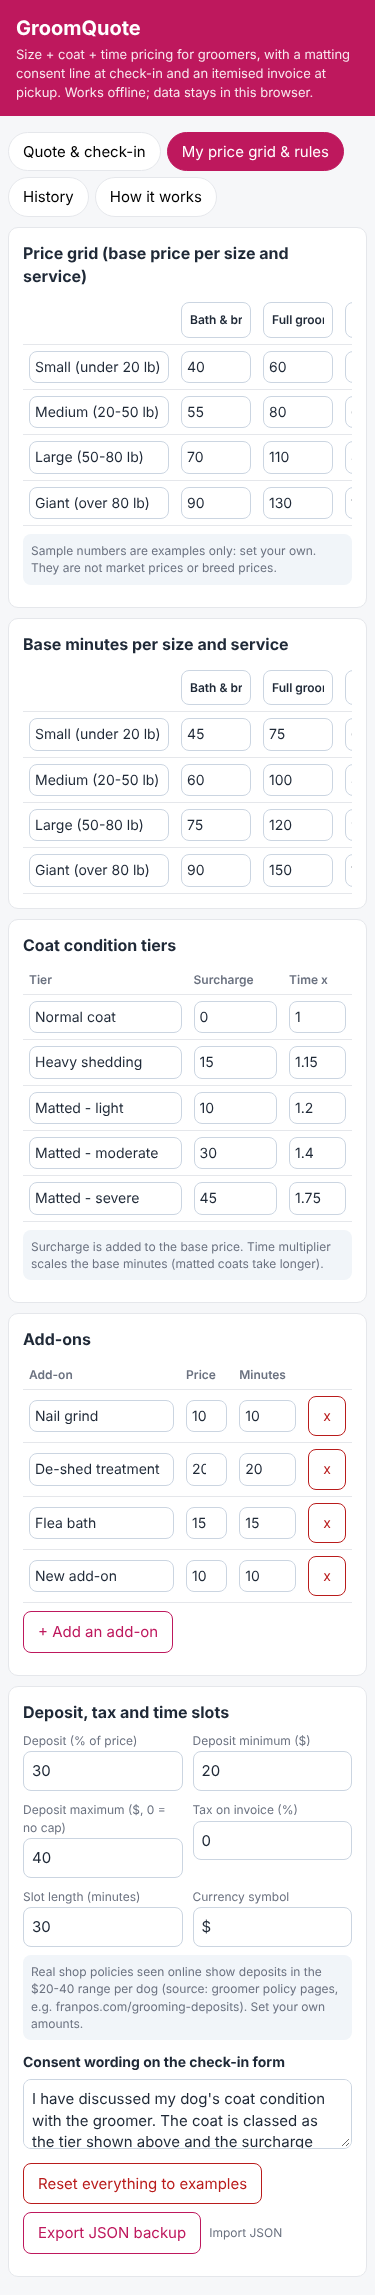 GroomQuote
Size + coat + time pricing for groomers, with a matting
consent line at check-in and an itemised invoice at
pickup. Works offline; data stays in this browser.
Quote & check-in
My price grid & rules
History
How it works
Price grid (base price per size and
service)
Bath & br
Full groo
Small (under 20 lb)
40
60
Medium (20-50 lb)
55
80
Large (50-80 lb)
70
110
Giant (over 80 lb)
90
130
Sample numbers are examples only: set your own.
They are not market prices or breed prices.
Base minutes per size and service
Bath & br
Full groo
Small (under 20 lb)
45
75
Medium (20-50 lb)
60
100
Large (50-80 lb)
75
120
Giant (over 80 lb)
90
150
Coat condition tiers
Tier
Surcharge
Time x
Normal coat
0
1
Heavy shedding
15
1.15
Matted - light
10
1.2
Matted - moderate
30
1.4
Matted - severe
45
1.75
Surcharge is added to the base price. Time multiplier
scales the base minutes (matted coats take longer).
Add-ons
Add-on
Price
Minutes
Nail grind
10
10
x
De-shed treatment
20
20
x
Flea bath
15
15
x
New add-on
10
10
x
+ Add an add-on
Deposit, tax and time slots
Deposit (% of price)
Deposit minimum ($)
30
20
Deposit maximum ($, 0 =
no cap)
Tax on invoice (%)
40
0
Slot length (minutes)
Currency symbol
30
$
Real shop policies seen online show deposits in the
$20-40 range per dog (source: groomer policy pages,
e.g. franpos.com/grooming-deposits). Set your own
amounts.
Consent wording on the check-in form
I have discussed my dog's coat condition
with the groomer. The coat is classed as
the tier shown above and the surcharge
Reset everything to examples
Export JSON backup
Import JSON